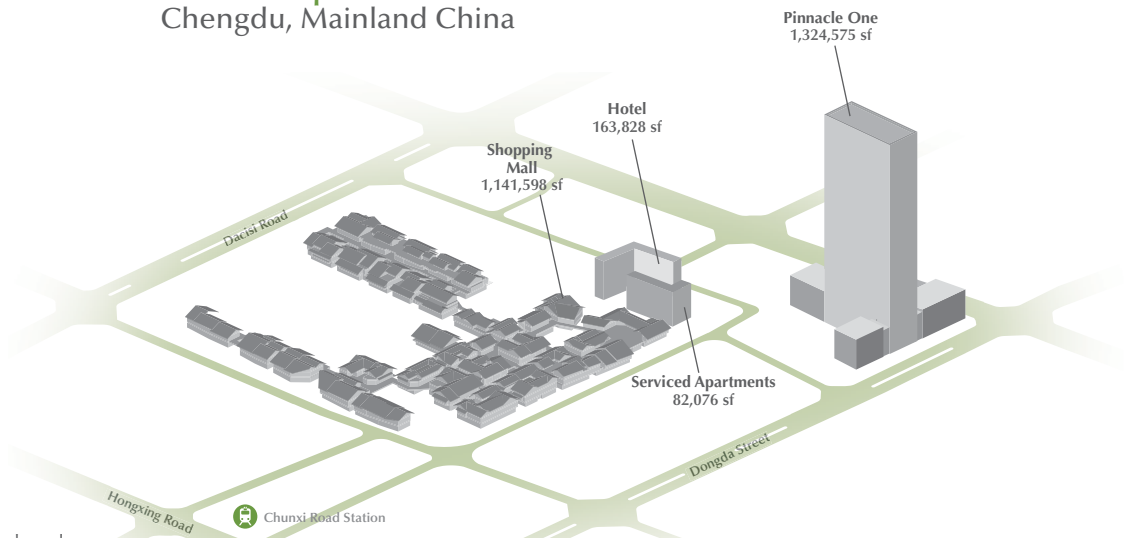 Chengdu, Mainland China
Pinnacle One
1,324,575 sf
Hotel
163,828 sf
Shopping
Mall
1,141,598 sf
Dacisi Road
Serviced Apartments
82,076 sf
Dongda Street
Hongxing Road
Chunxi Road Station